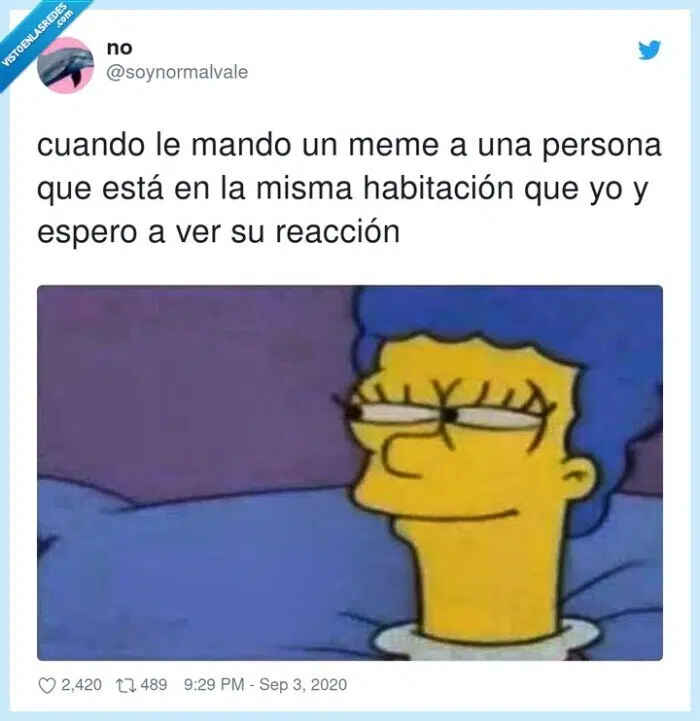 VISTOENLASREDES
.com
no
@soynormalvale
cuando le mando un meme a una persona
que está en la misma habitación que yo y
espero a ver su reacción
2,420 489 9:29 PM - Sep 3, 2020